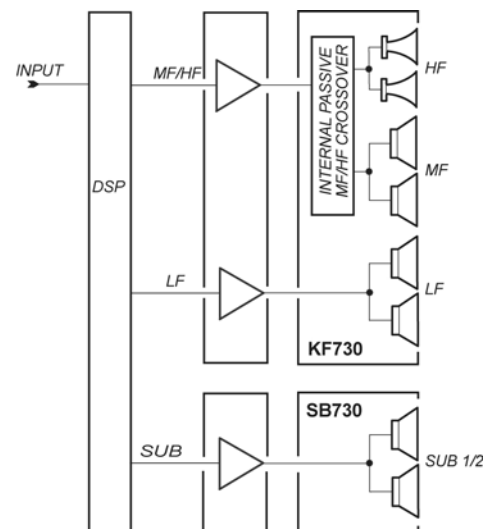 INPUT
DSP
MF/HF
INTERNAL PASSIVE
MF/HF CROSSOVER
HF
MF
LF
LF
KF730
SB730
SUB
SUB 1/2